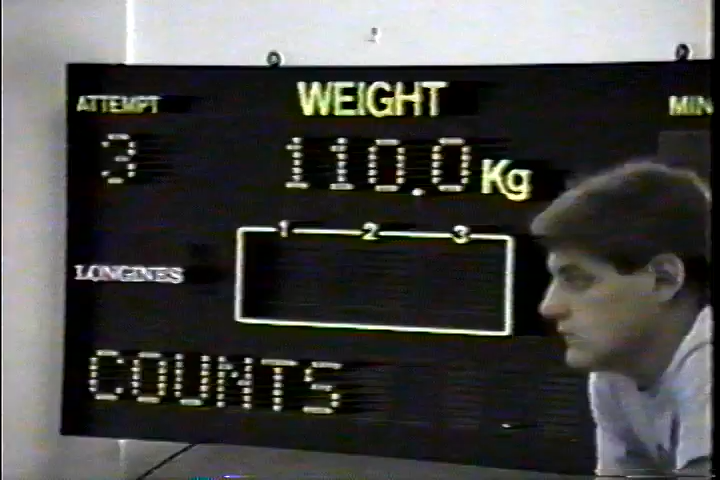 ATTEMPT WEIGHT MIN
3 110.0 Kg
1 2 3
LONGINES
COUNTS